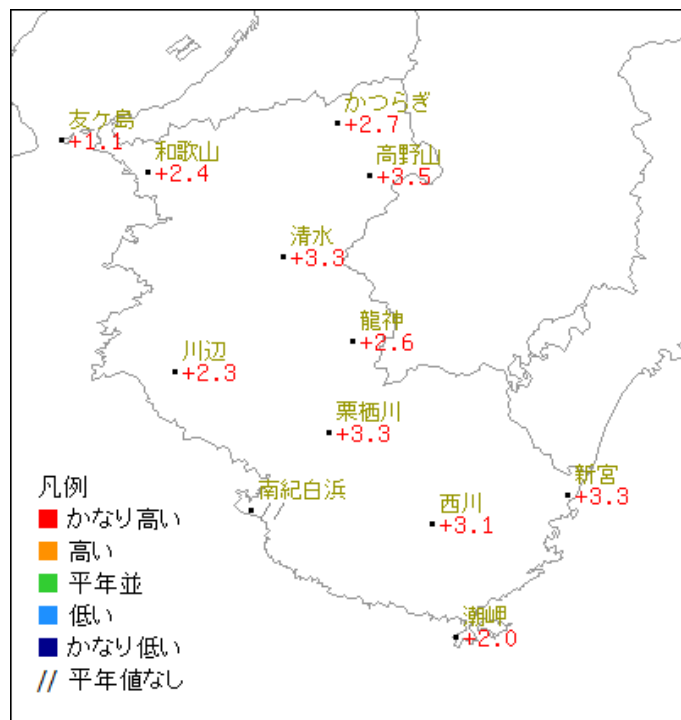 かつらぎ
+2.7
友ケ島
+1.1
和歌山
+2.4
高野山
+3.5
清水
+3.3
龍神
+2.6
川辺
+2.3
栗栖川
+3.3
南紀白浜
//
西川
+3.1
新宮
+3.3
潮岬
+2.0
凡例
かなり高い
高い
平年並
低い
かなり低い
// 平年値なし